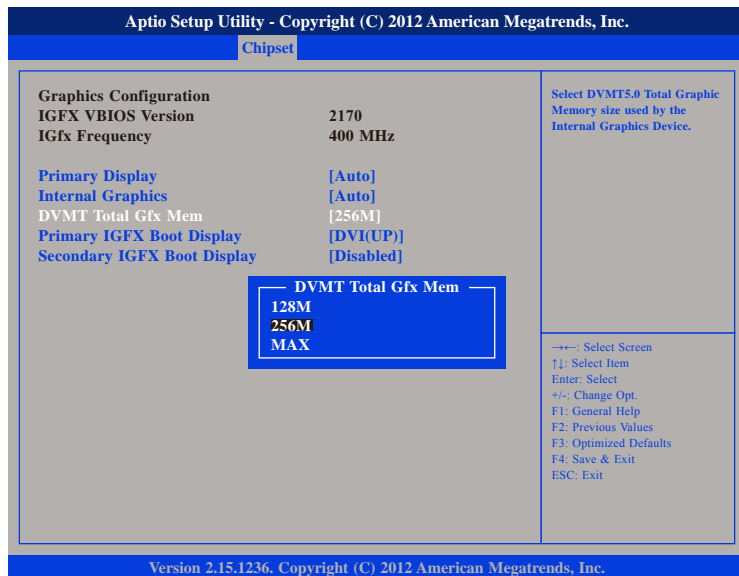 Aptio Setup Utility - Copyright (C) 2012 American Megatrends, Inc.
Chipset
Graphics Configuration
IGFX VBIOS Version 2170
IGfx Frequency 400 MHz
Primary Display [Auto]
Internal Graphics [Auto]
DVMT Total Gfx Mem [256M]
Primary IGFX Boot Display [DVI(UP)]
Secondary IGFX Boot Display [Disabled]
DVMT Total Gfx Mem
128M
256M
MAX
Select DVMT5.0 Total Graphic
Memory size used by the
Internal Graphics Device.
→←: Select Screen
↑↓: Select Item
Enter: Select
+/-: Change Opt.
F1: General Help
F2: Previous Values
F3: Optimized Defaults
F4: Save & Exit
ESC: Exit
Version 2.15.1236. Copyright (C) 2012 American Megatrends, Inc.